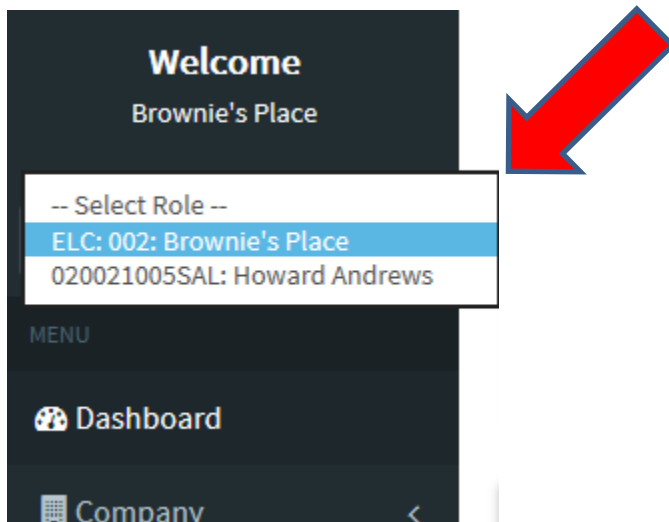 Welcome
Brownie's Place
-- Select Role --
ELC: 002: Brownie's Place
020021005SAL: Howard Andrews
MENU
Dashboard
Company